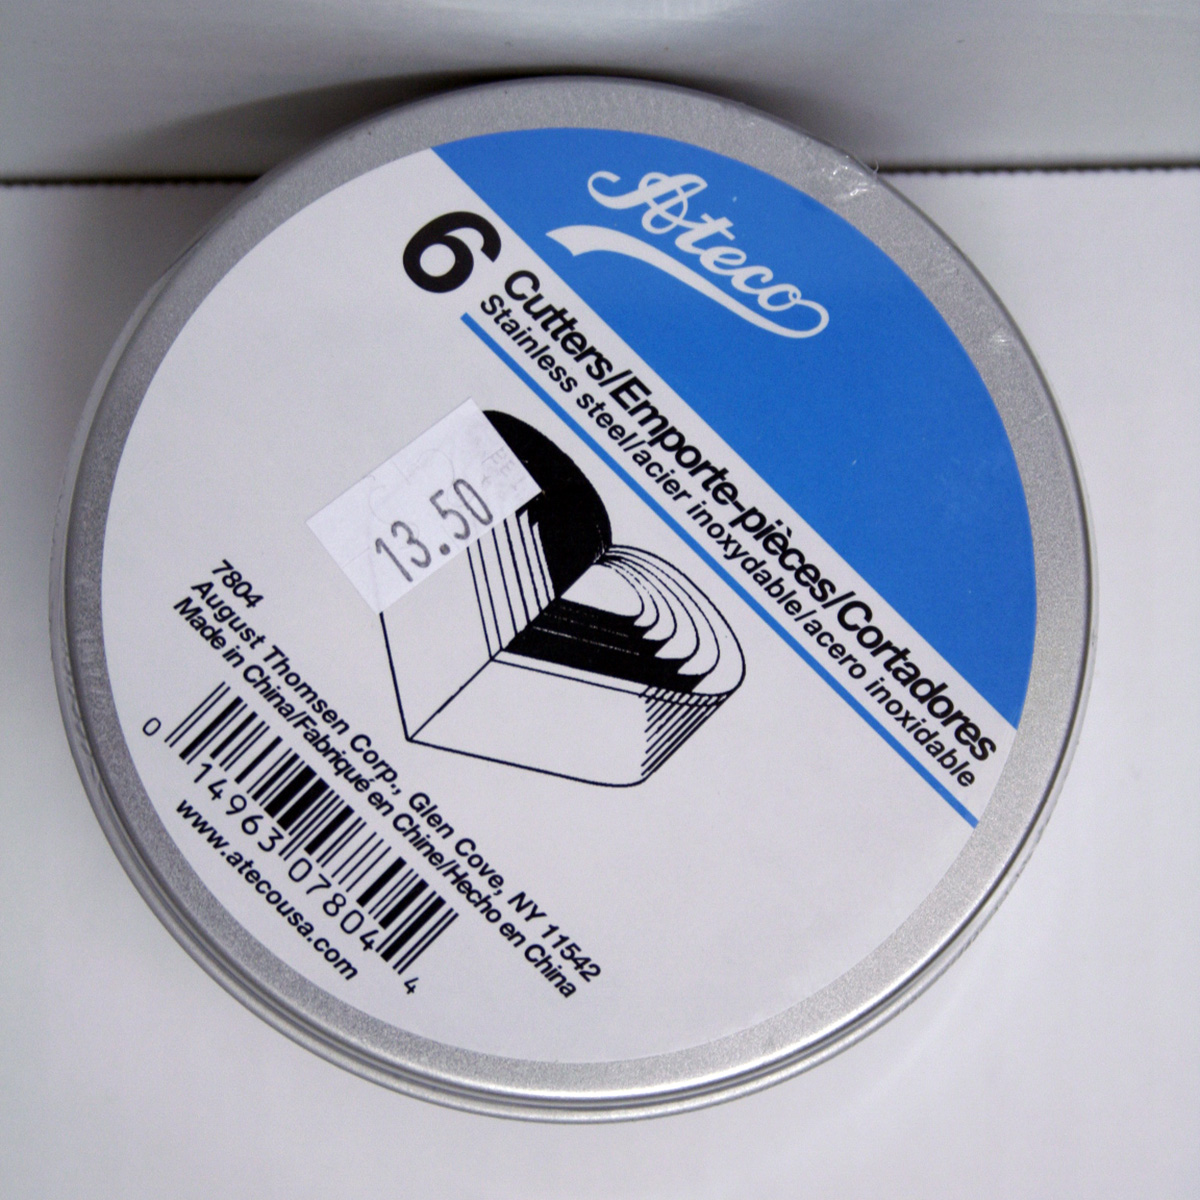 Ateco
6
Cutters/Emporte-pièces/Cortadores
Stainless steel/acier inoxydable/acero inoxidable
13.50
7804
August Thomsen Corp., Glen Cove, NY 11542
Made in China/Fabriqué en Chine/Hecho en China
0 14963 07804 4
www.atecousa.com